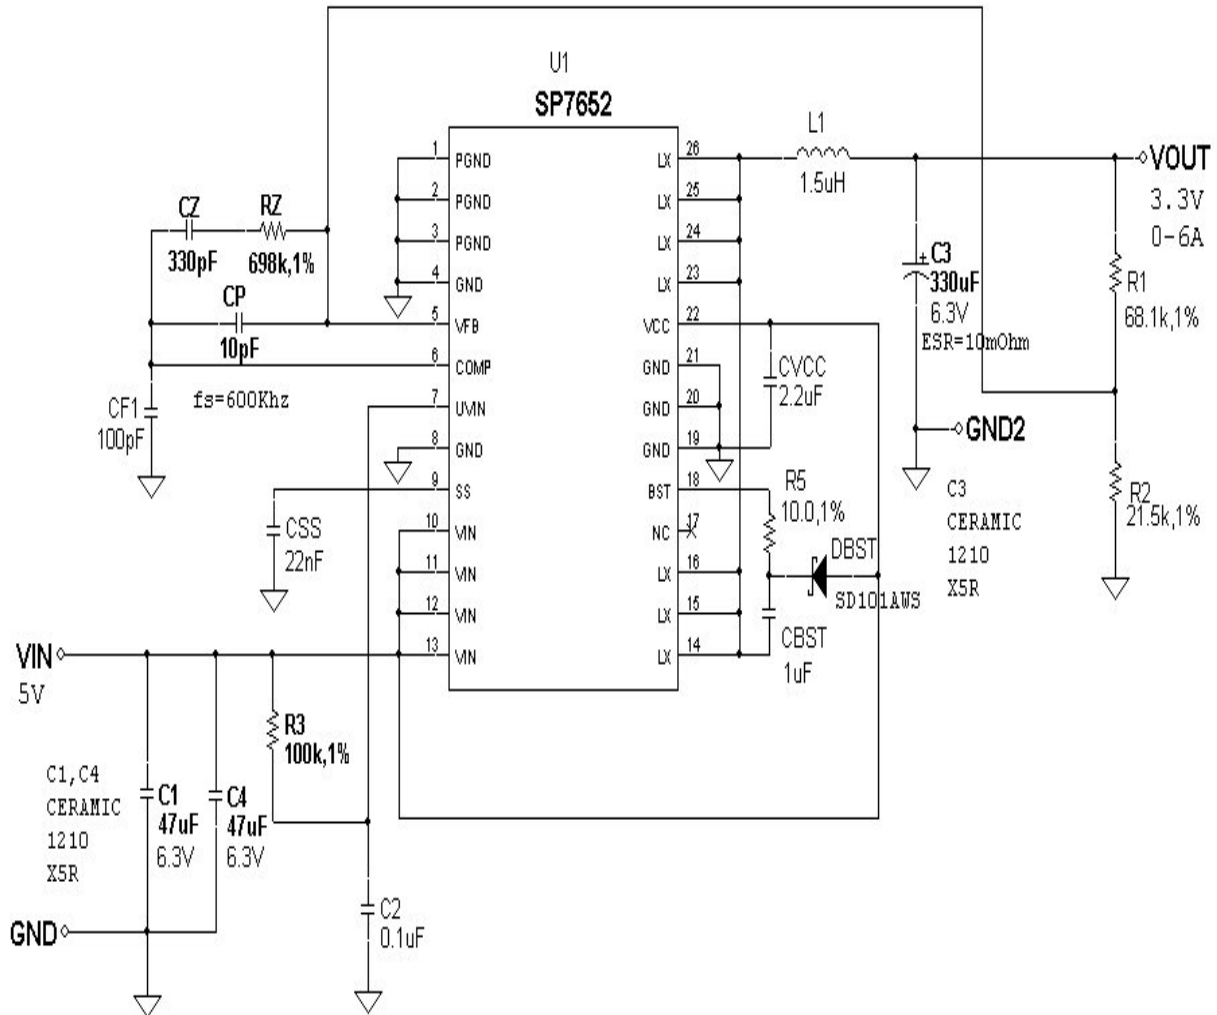 U1
SP7652
1 PGND
2 PGND
3 PGND
4 GND
5 VFB
6 COMP
7 UVIN
8 GND
9 SS
10 VIN
11 VIN
12 VIN
13 VIN
26 LX
25 LX
24 LX
23 LX
22 VCC
21 GND
20 GND
19 GND
18 BST
17 NC
16 LX
15 LX
14 LX
CZ
330pF
RZ
698k,1%
CP
10pF
fs=600Khz
CF1
100pF
CSS
22nF
VIN
5V
R3
100k,1%
C1,C4
CERAMIC
1210
X5R
C1
47uF
6.3V
C4
47uF
6.3V
GND
C2
0.1uF
L1
1.5uH
VOUT
3.3V
0-6A
C3
330uF
6.3V
ESR=10mOhm
+
R1
68.1k,1%
CVCC
2.2uF
GND2
R5
10.0,1%
DBST
SD101AWS
CBST
1uF
C3
CERAMIC
1210
X5R
R2
21.5k,1%